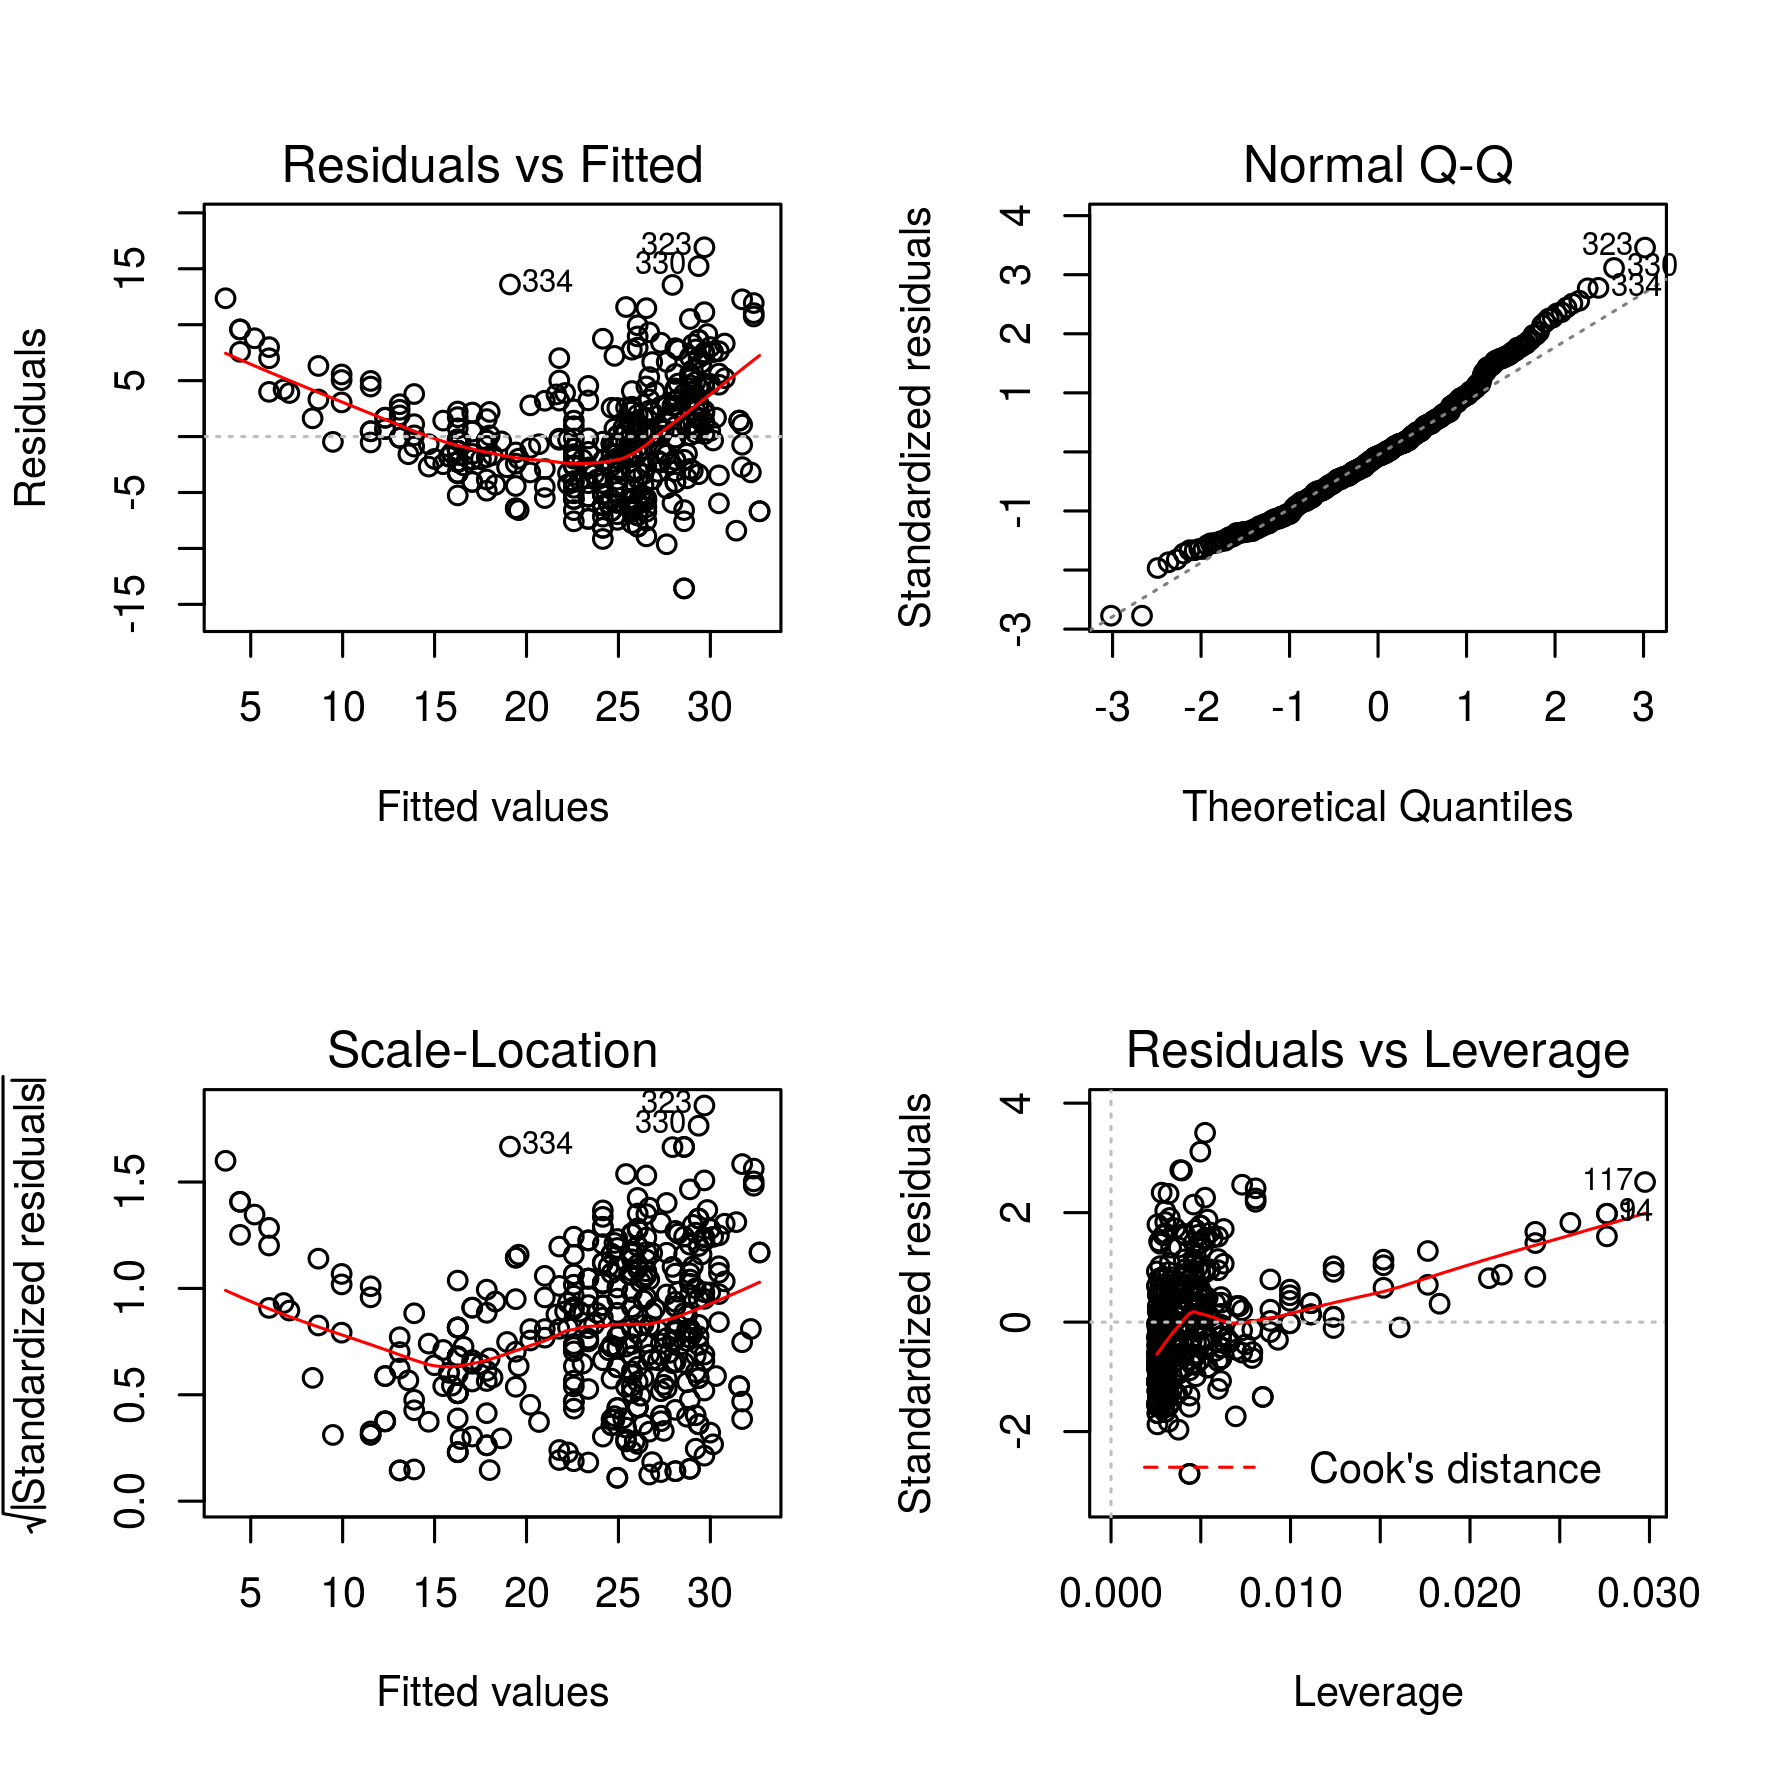 Residuals vs Fitted
323
330
334
15
5
-5
-15
Residuals
5 10 15 20 25 30
Fitted values
Normal Q-Q
323
330
334
4
3
2
1
-1
-3
Standardized residuals
-3 -2 -1 0 1 2 3
Theoretical Quantiles
Scale-Location
323
330
334
1.5
1.0
0.5
0.0
√|Standardized residuals|
5 10 15 20 25 30
Fitted values
Residuals vs Leverage
117
94
4
2
0
-2
Standardized residuals
Cook's distance
0.000 0.010 0.020 0.030
Leverage